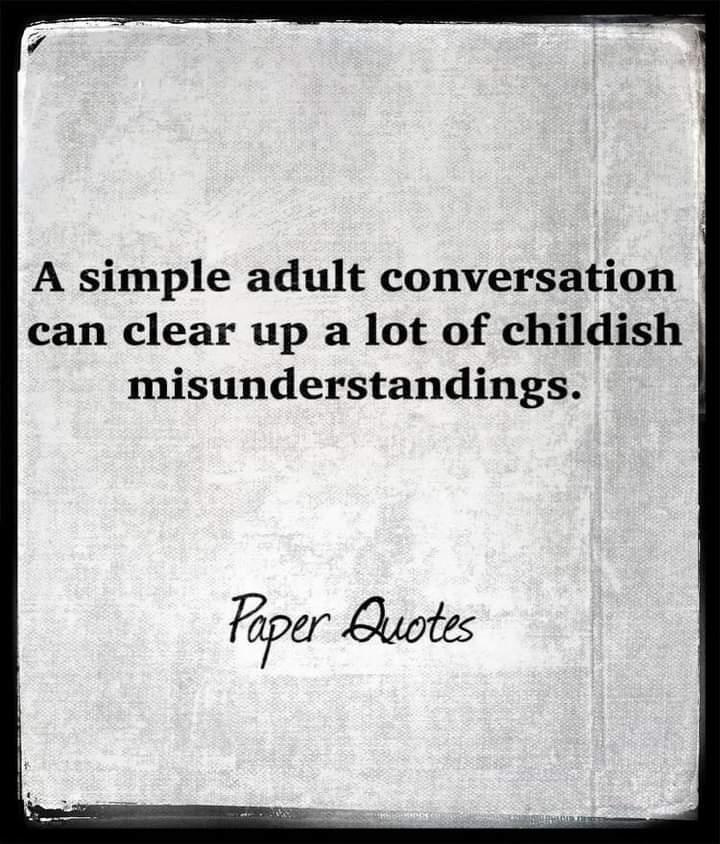 A simple adult conversation
can clear up a lot of childish
misunderstandings.
Paper Quotes